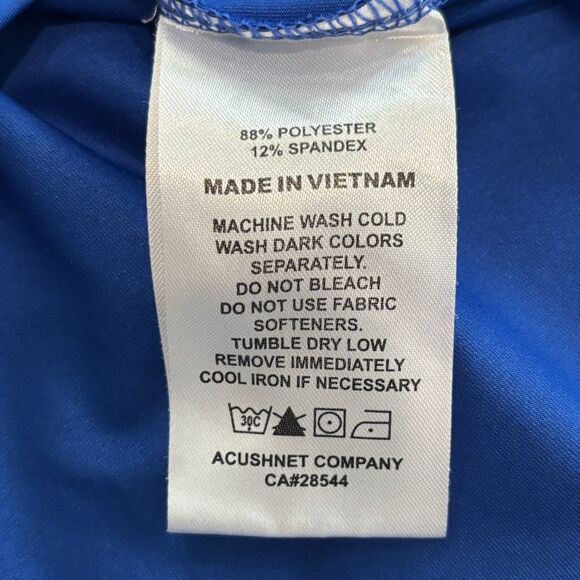 88% POLYESTER
12% SPANDEX
MADE IN VIETNAM
MACHINE WASH COLD
WASH DARK COLORS
SEPARATELY.
DO NOT BLEACH
DO NOT USE FABRIC
SOFTENERS.
TUMBLE DRY LOW
REMOVE IMMEDIATELY
COOL IRON IF NECESSARY
30C
ACUSHNET COMPANY
CA#28544